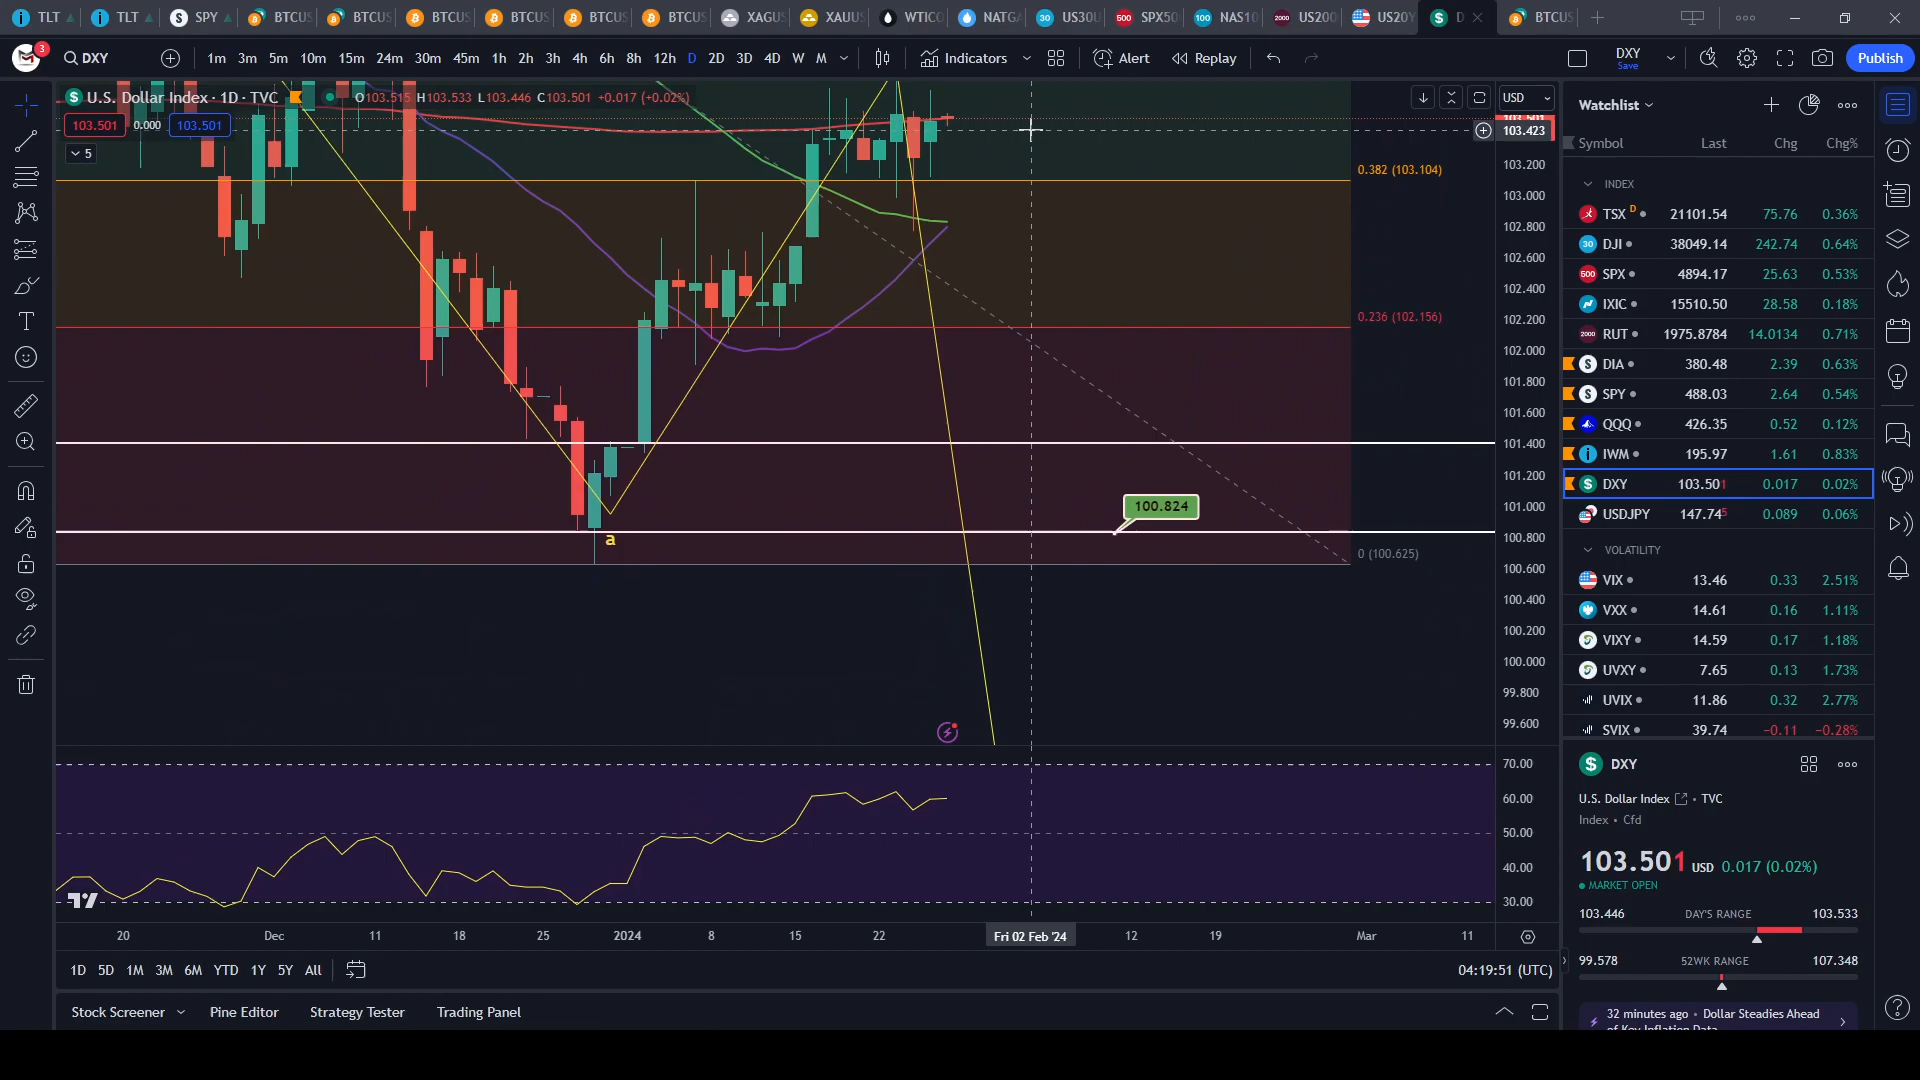 TLT TLT SPY BTCUS BTCUS BTCUS BTCUS BTCUS BTCUS XAGUS XAUUS WTICO NATGA US30U SPX50 NAS10 US200 US20Y D BTCUS
3 DXY 1m 3m 5m 10m 15m 24m 30m 45m 1h 2h 3h 4h 6h 8h 12h D 2D 3D 4D W M Indicators Alert Replay DXY Save Publish
U.S. Dollar Index · 1D · TVC O103.515 H103.533 L103.446 C103.501 +0.017 (+0.02%)
103.501 0.000 103.501
5
USD
103.423
103.200
103.000
102.800
102.600
102.400
102.200
102.000
101.800
101.600
101.400
101.200
101.000
100.800
100.600
100.400
100.200
100.000
99.800
99.600
0.382 (103.104)
0.236 (102.156)
100.824
a
0 (100.625)
70.00
60.00
50.00
40.00
30.00
20 Dec 11 18 25 2024 8 15 22 Fri 02 Feb '24 12 19 Mar 11
1D 5D 1M 3M 6M YTD 1Y 5Y All 04:19:51 (UTC)
Stock Screener Pine Editor Strategy Tester Trading Panel
Watchlist
Symbol Last Chg Chg%
INDEX
TSX D 21101.54 75.76 0.36%
DJI 38049.14 242.74 0.64%
SPX 4894.17 25.63 0.53%
IXIC 15510.50 28.58 0.18%
RUT 1975.8784 14.0134 0.71%
DIA 380.48 2.39 0.63%
SPY 488.03 2.64 0.54%
QQQ 426.35 0.52 0.12%
IWM 195.97 1.61 0.83%
DXY 103.501 0.017 0.02%
USDJPY 147.745 0.089 0.06%
VOLATILITY
VIX 13.46 0.33 2.51%
VXX 14.61 0.16 1.11%
VIXY 14.59 0.17 1.18%
UVXY 7.65 0.13 1.73%
UVIX 11.86 0.32 2.77%
SVIX 39.74 −0.11 −0.28%
DXY
U.S. Dollar Index • TVC
Index • Cfd
103.501 USD 0.017 (0.02%)
MARKET OPEN
103.446 DAY'S RANGE 103.533
99.578 52WK RANGE 107.348
32 minutes ago • Dollar Steadies Ahead
of Key Inflation Data